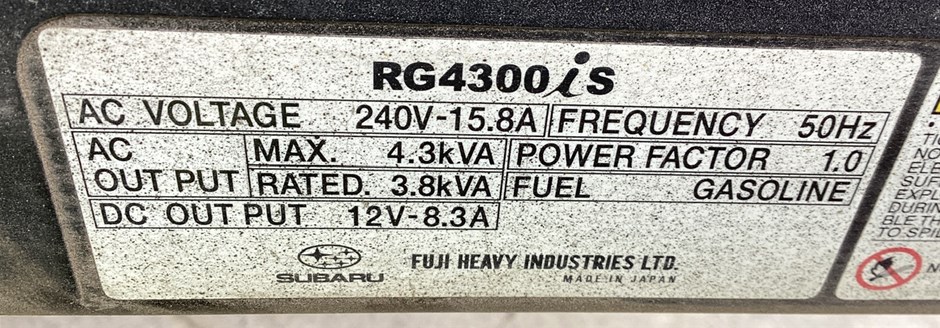 RG4300iS
AC VOLTAGE 240V-15.8A FREQUENCY 50Hz
AC MAX. 4.3kVA POWER FACTOR 1.0
OUT PUT RATED. 3.8kVA FUEL GASOLINE
DC OUT PUT 12V-8.3A
SUBARU FUJI HEAVY INDUSTRIES LTD.
MADE IN JAPAN